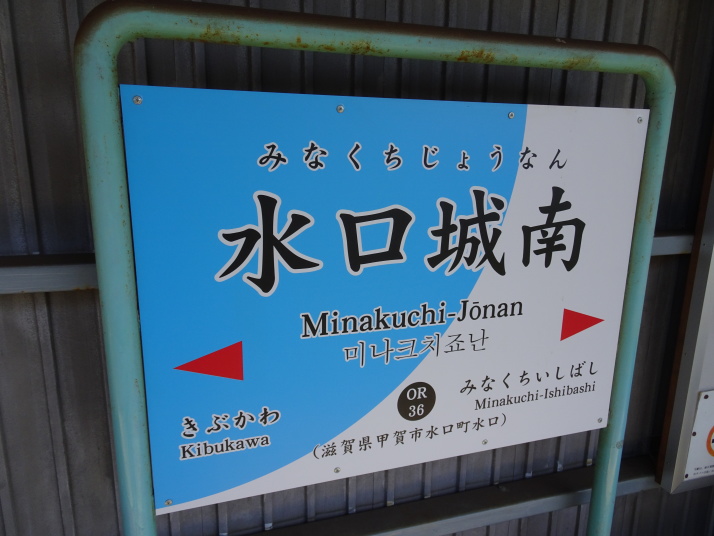 みなくちじょうなん
水口城南
Minakuchi-Jōnan
미나크치죠난
きぶかわ
Kibukawa
OR
36
みなくちいしばし
Minakuchi-Ishibashi
（滋賀県甲賀市水口町水口）